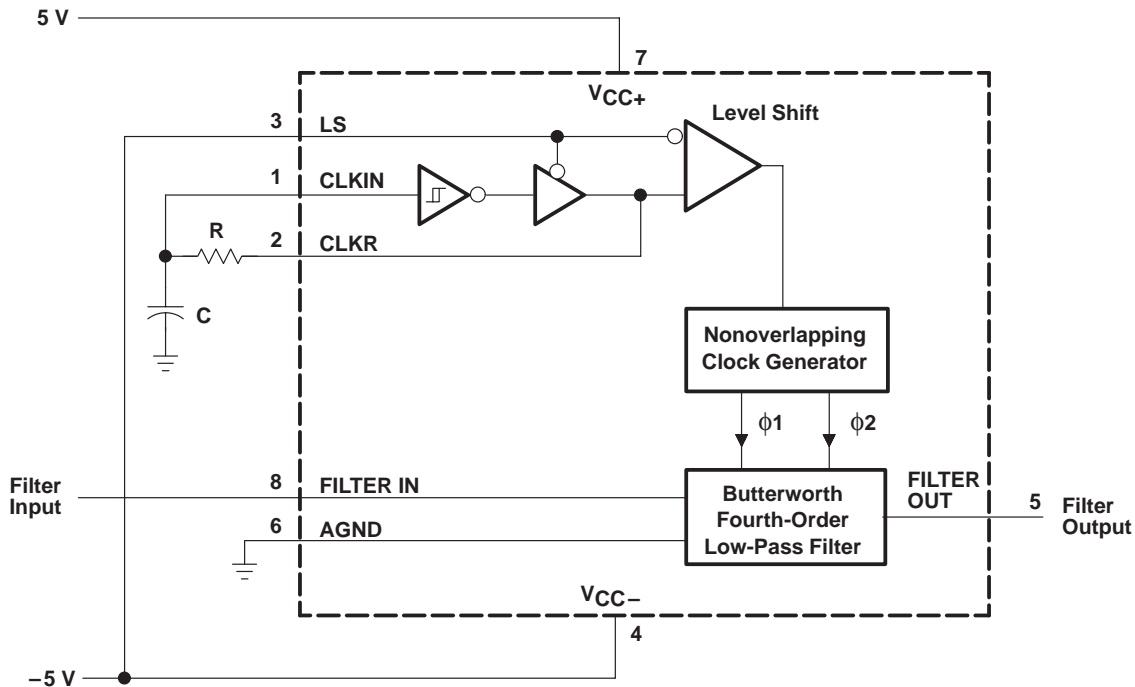 5 V
7
VCC+
Level Shift
3
LS
1
CLKIN
R
2
CLKR
C
Nonoverlapping
Clock Generator
ϕ1
ϕ2
Filter
Input
8
FILTER IN
6
AGND
Butterworth
Fourth-Order
Low-Pass Filter
FILTER
OUT
5
Filter
Output
VCC–
4
–5 V